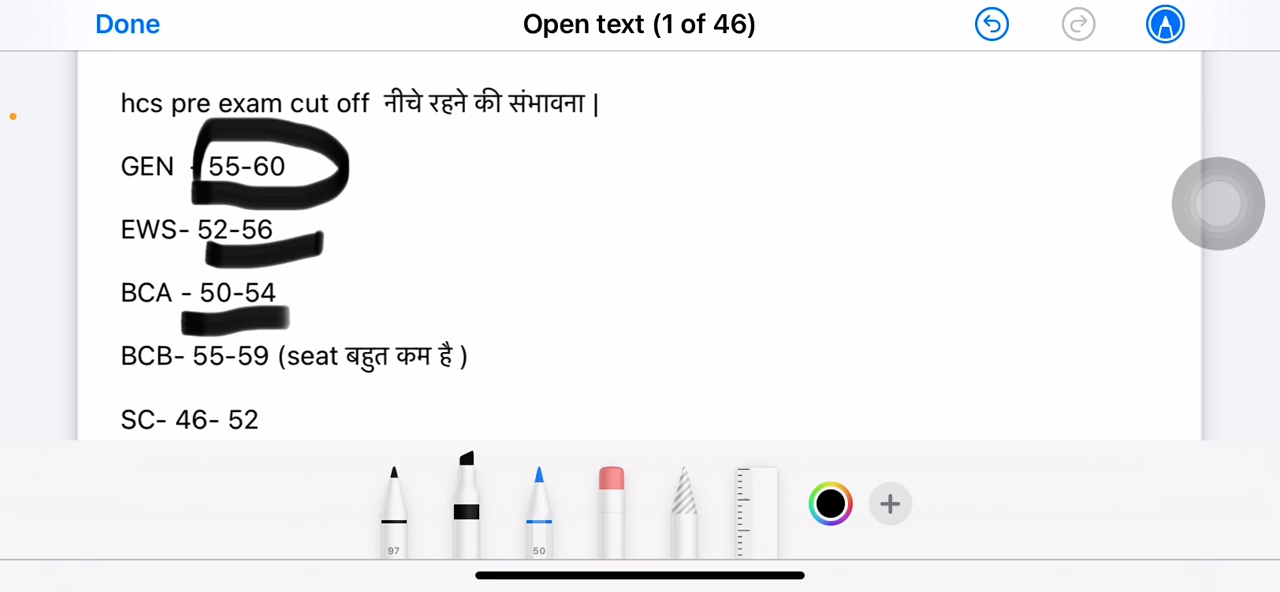 Done
Open text (1 of 46)
hcs pre exam cut off नीचे रहने की संभावना |
GEN - 55-60
EWS- 52-56
BCA - 50-54
BCB- 55-59 (seat बहुत कम है )
SC- 46- 52
97
50